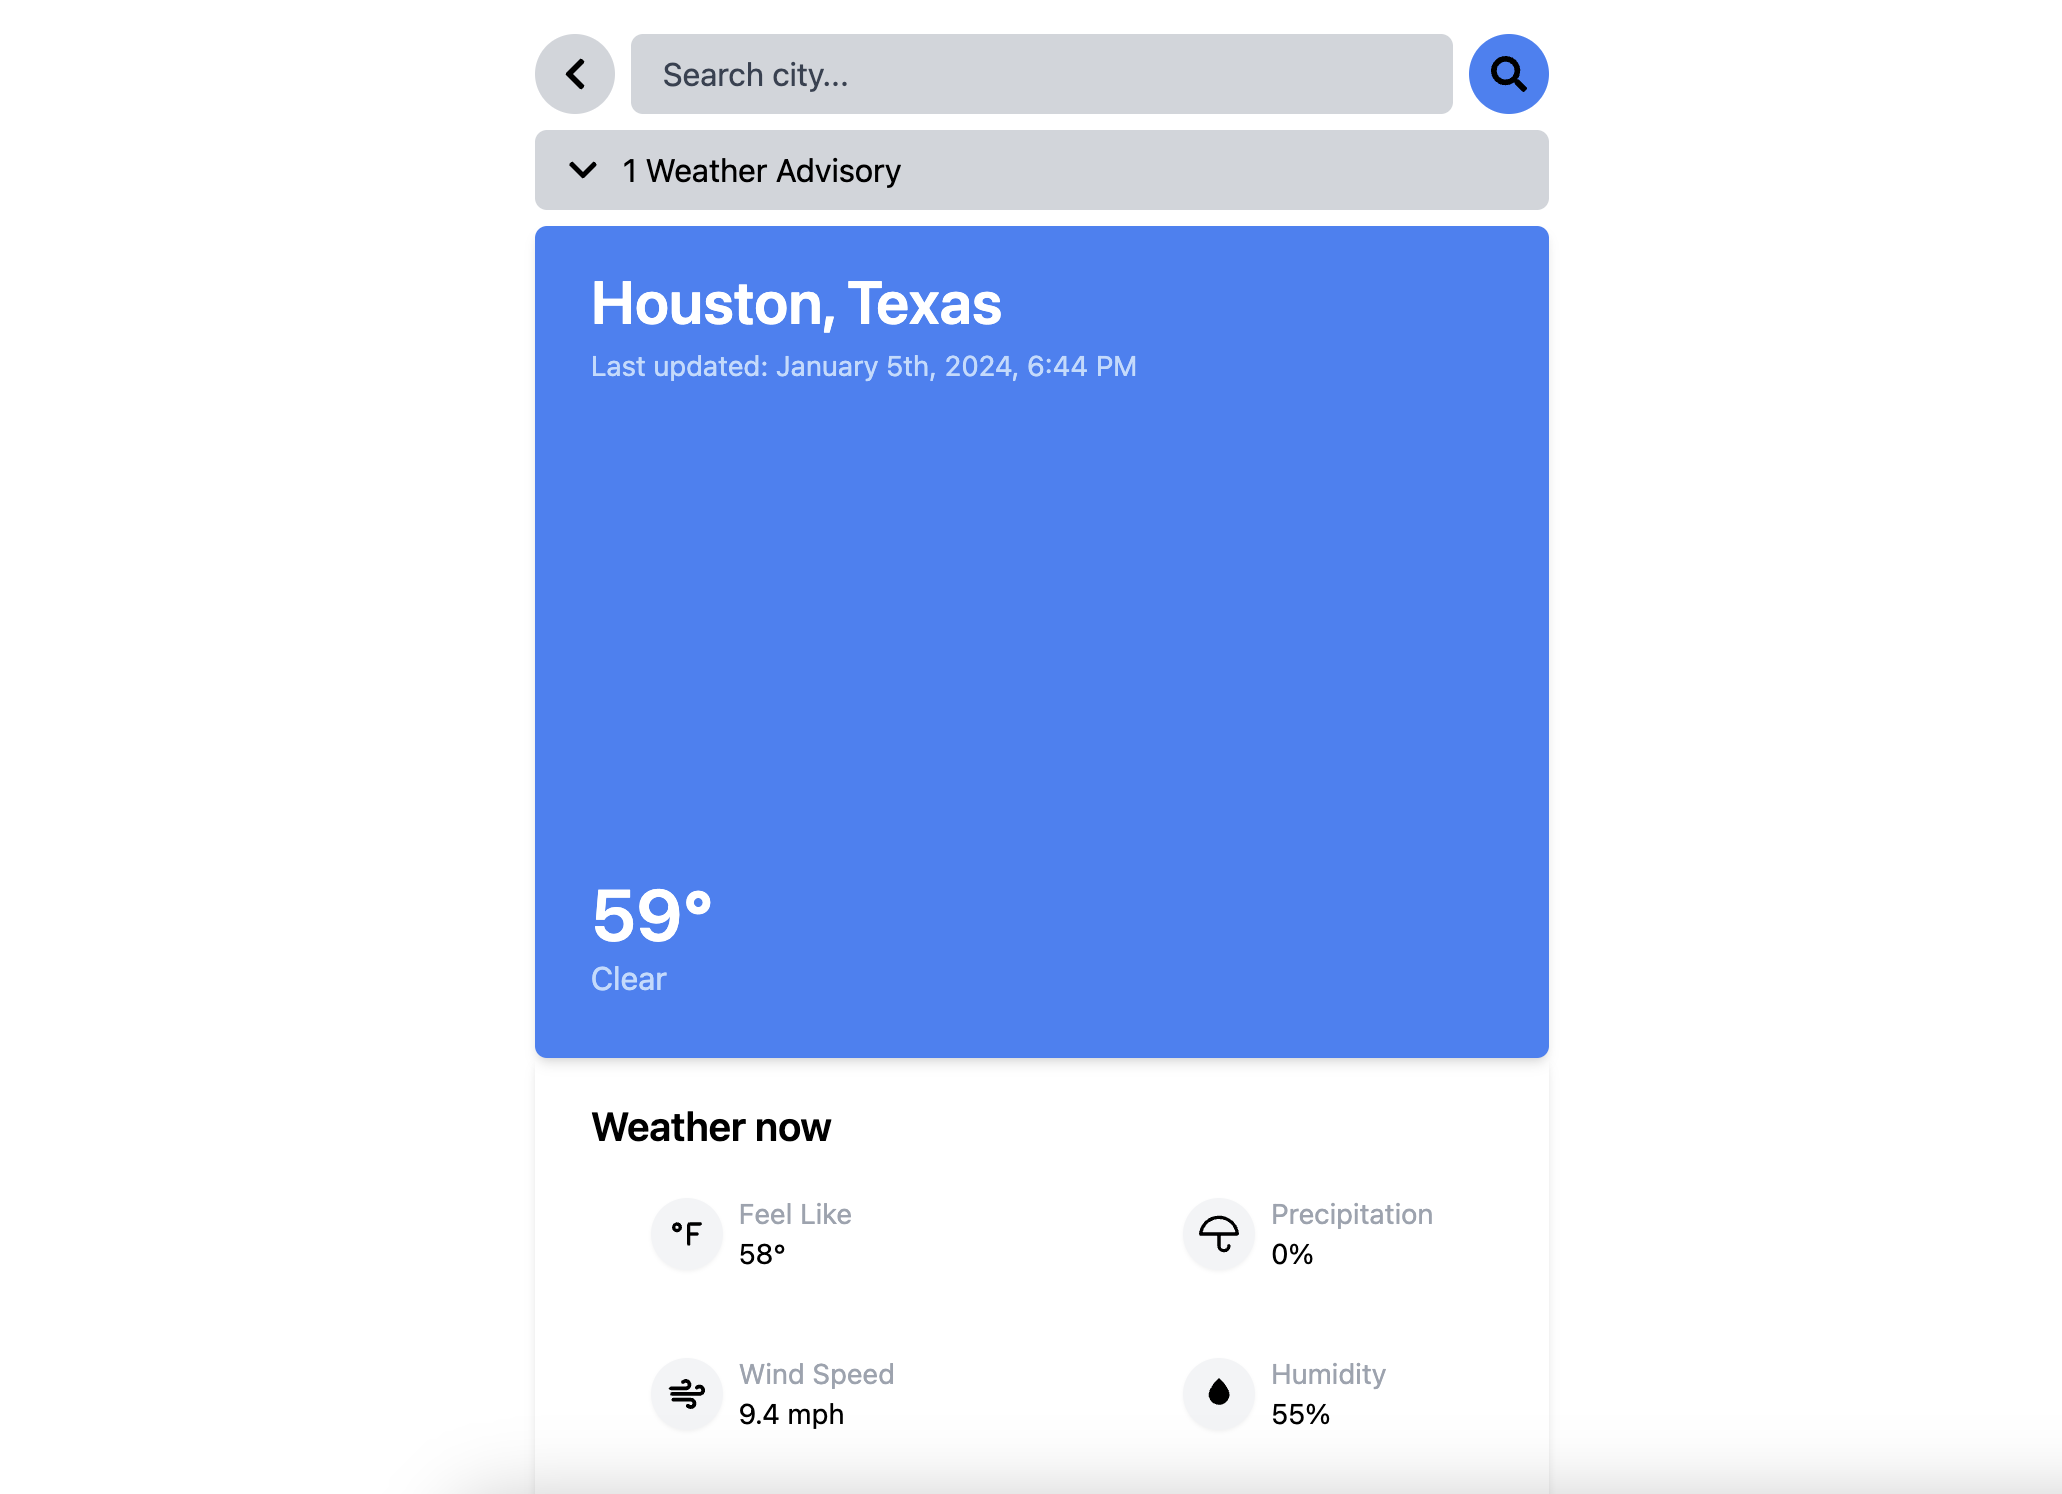 Search city...
1 Weather Advisory
Houston, Texas
Last updated: January 5th, 2024, 6:44 PM
59°
Clear
Weather now
°F
Feel Like
58°
Precipitation
0%
Wind Speed
9.4 mph
Humidity
55%